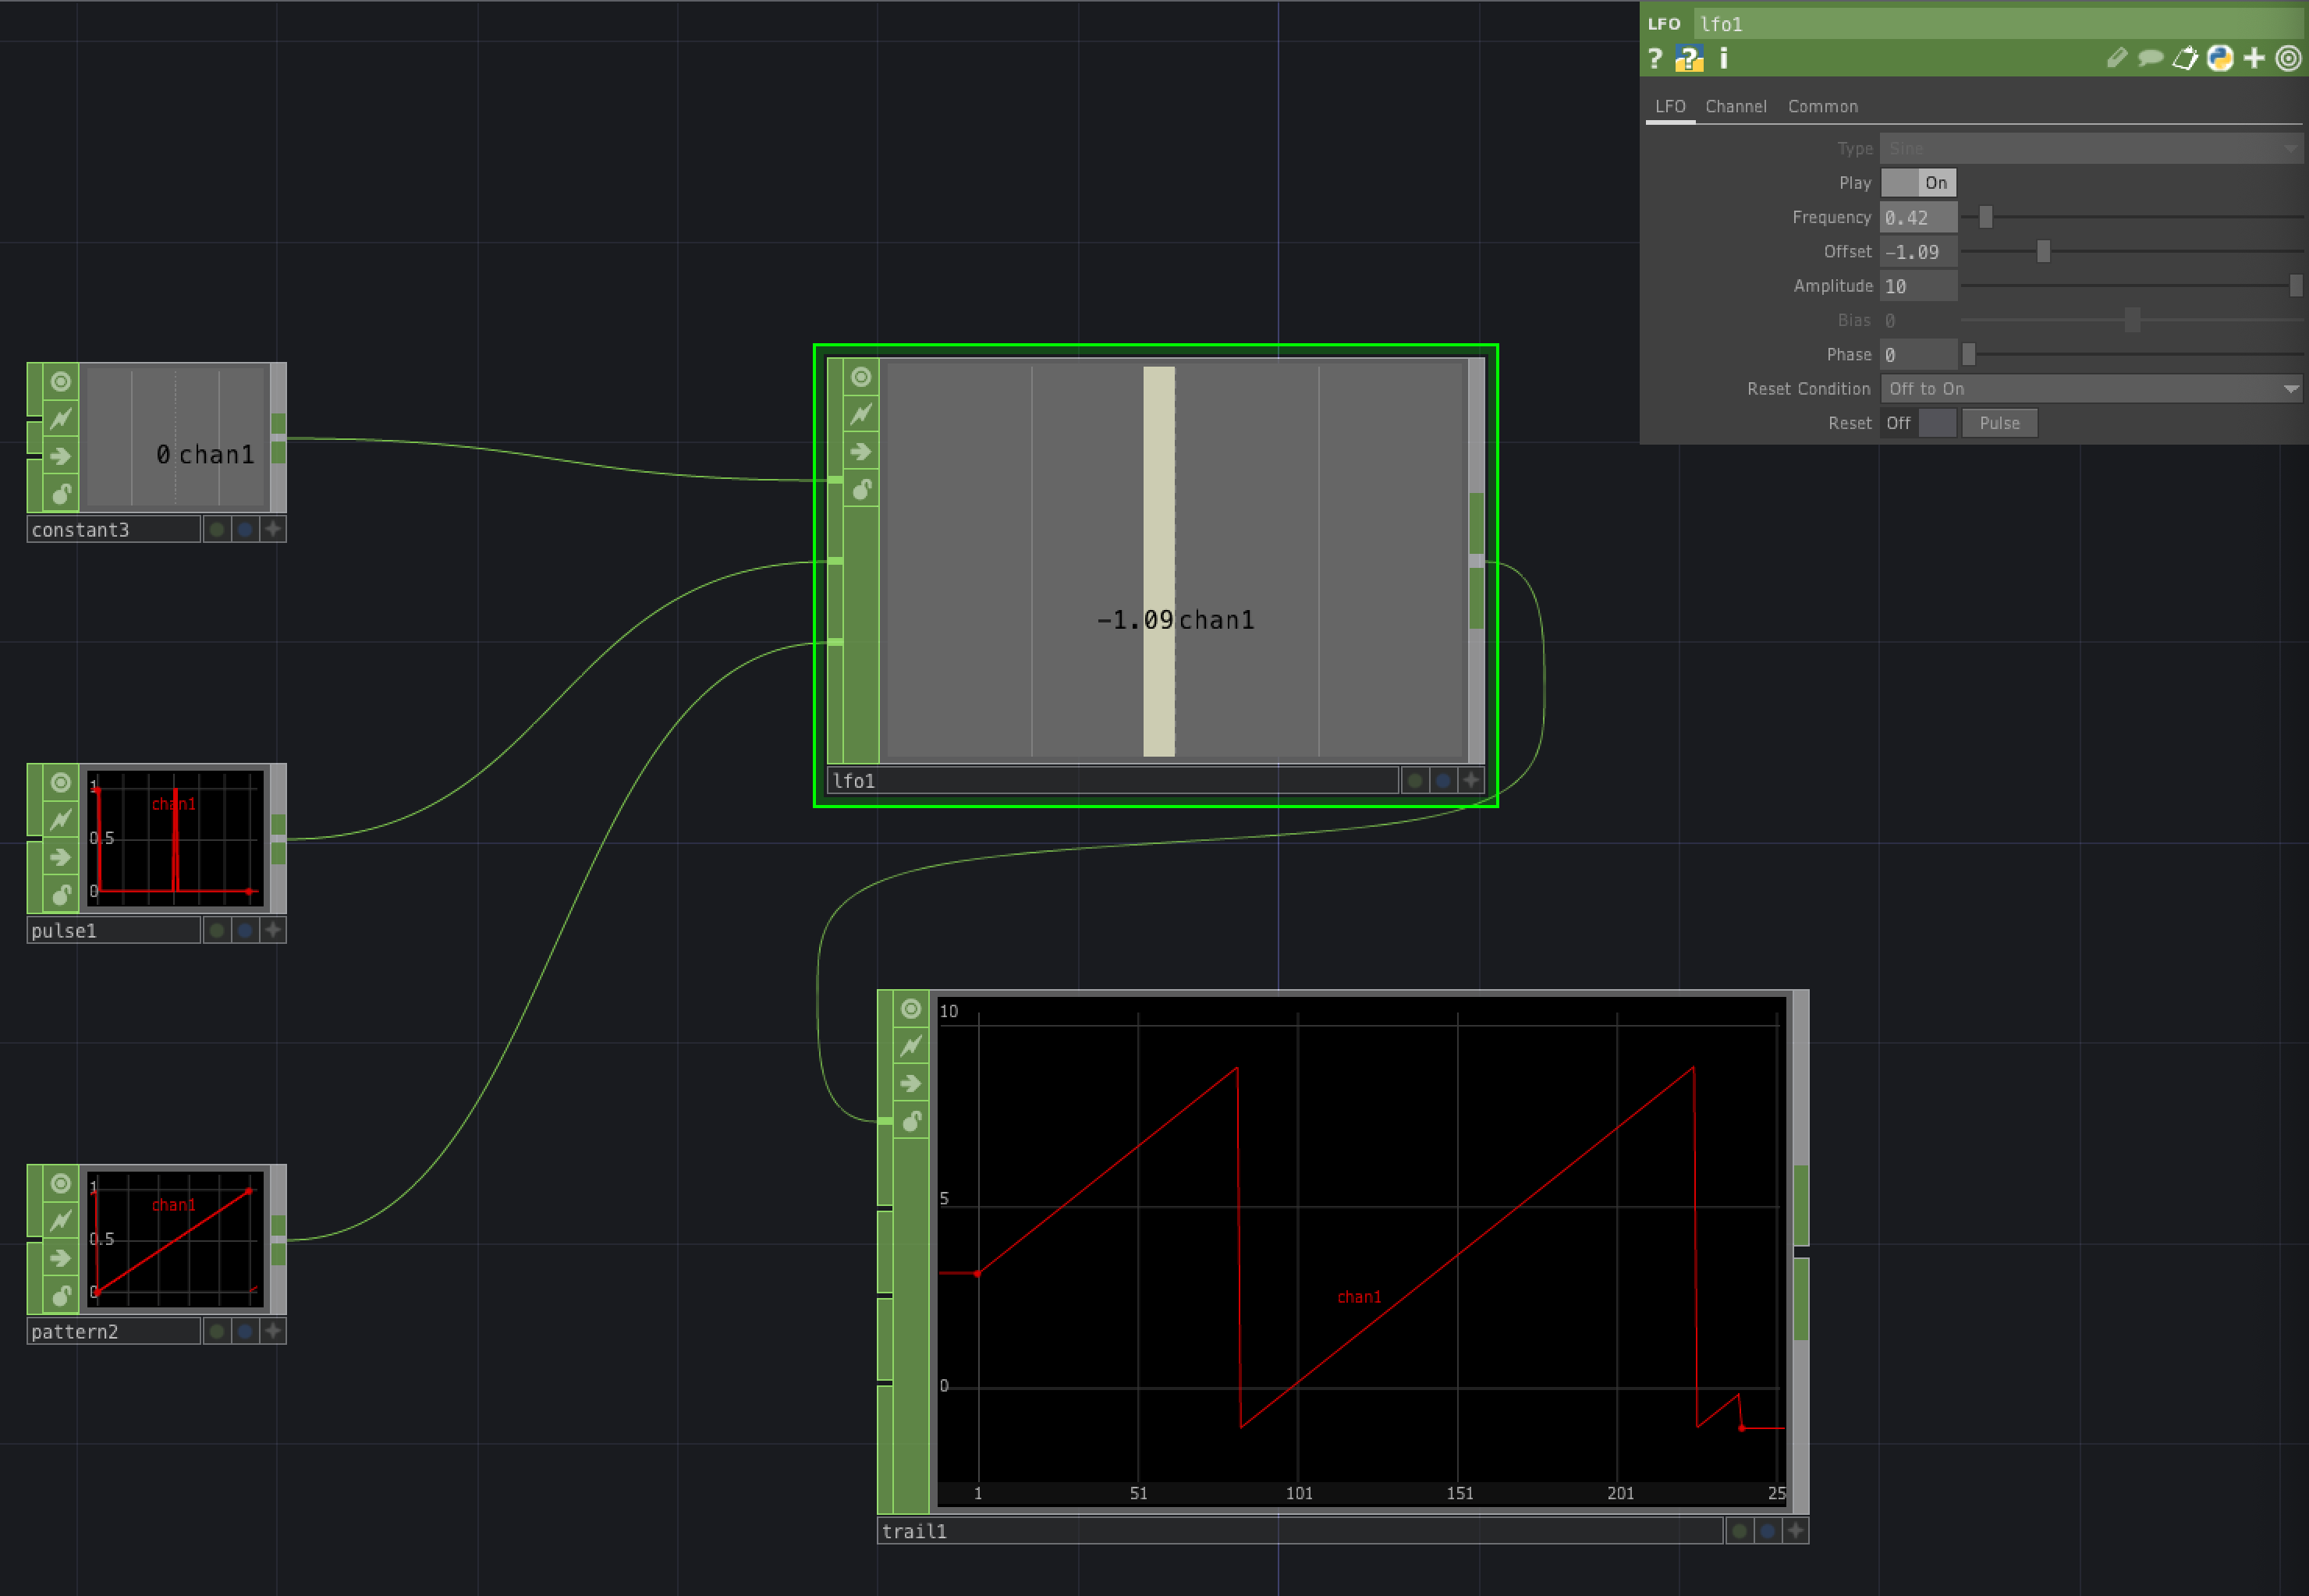 LFO lfo1
? ? i
LFO Channel Common
Type Sine
Play On
Frequency 0.42
Offset -1.09
Amplitude 10
Bias 0
Phase 0
Reset Condition Off to On
Reset Off Pulse
0 chan1
constant3
-1.09 chan1
lfo1
1
chan1
0.5
0
pulse1
1
chan1
0.5
0
pattern2
10
5
chan1
0
1 51 101 151 201 25
trail1